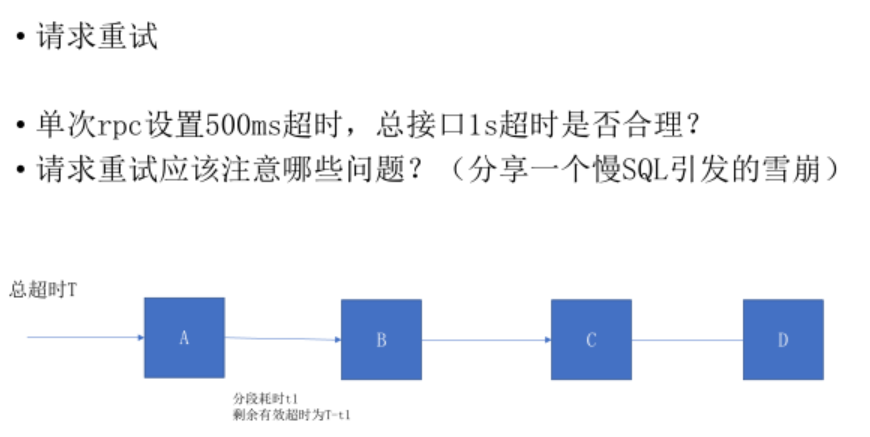 • 请求重试
• 单次rpc设置500ms超时，总接口1s超时是否合理？
• 请求重试应该注意哪些问题？（分享一个慢SQL引发的雪崩）
总超时T
A
B
C
D
分段耗时t1
剩余有效超时为T-t1